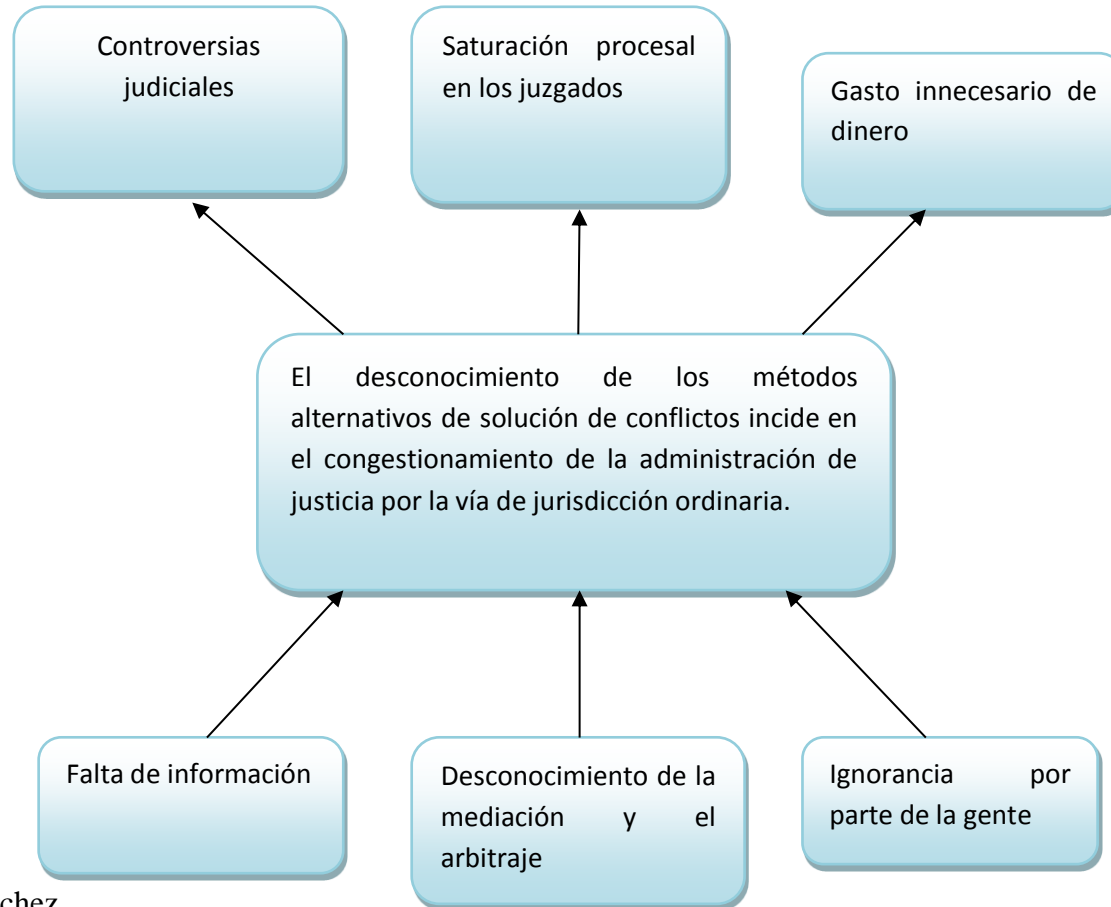 Controversias
judiciales
Saturación procesal
en los juzgados
Gasto innecesario de
dinero
El desconocimiento de los métodos
alternativos de solución de conflictos incide en
el congestionamiento de la administración de
justicia por la vía de jurisdicción ordinaria.
Falta de información
Desconocimiento de la
mediación y el
arbitraje
Ignorancia por
parte de la gente
chez